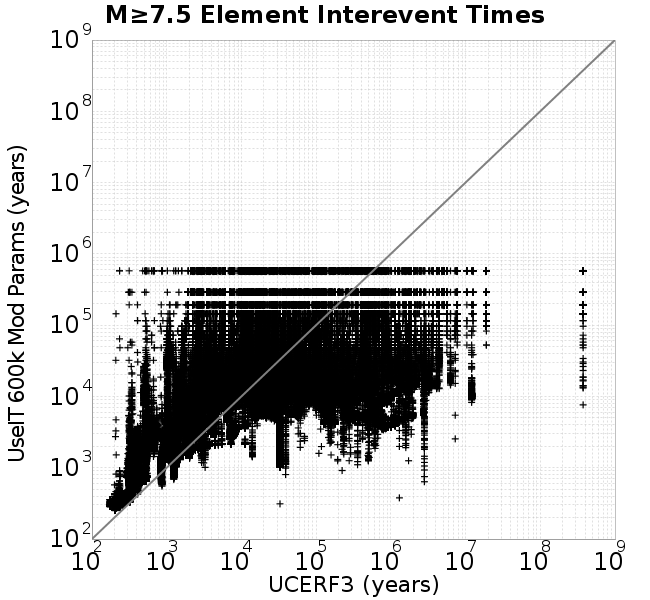 M≥7.5 Element Interevent Times
UseIT 600k Mod Params (years)
10^9
10^8
10^7
10^6
10^5
10^4
10^3
10^2
10^2 10^3 10^4 10^5 10^6 10^7 10^8 10^9
UCERF3 (years)